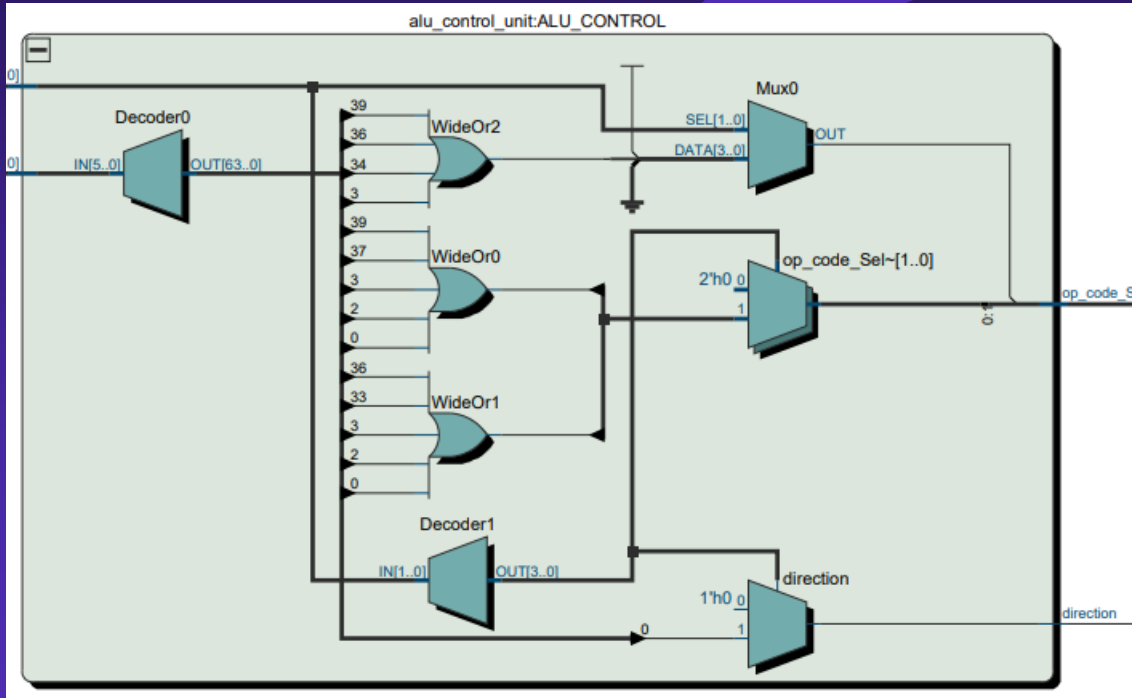 alu_control_unit:ALU_CONTROL
0]
Decoder0
0]
IN[5..0]
OUT[63..0]
39
36
34
3
WideOr2
39
37
3
2
0
WideOr0
36
33
3
2
0
WideOr1
Mux0
SEL[1..0]
DATA[3..0]
OUT
op_code_Sel~[1..0]
2'h0 0
1
0:1
op_code_S
Decoder1
IN[1..0]
OUT[3..0]
direction
1'h0 0
0
1
direction